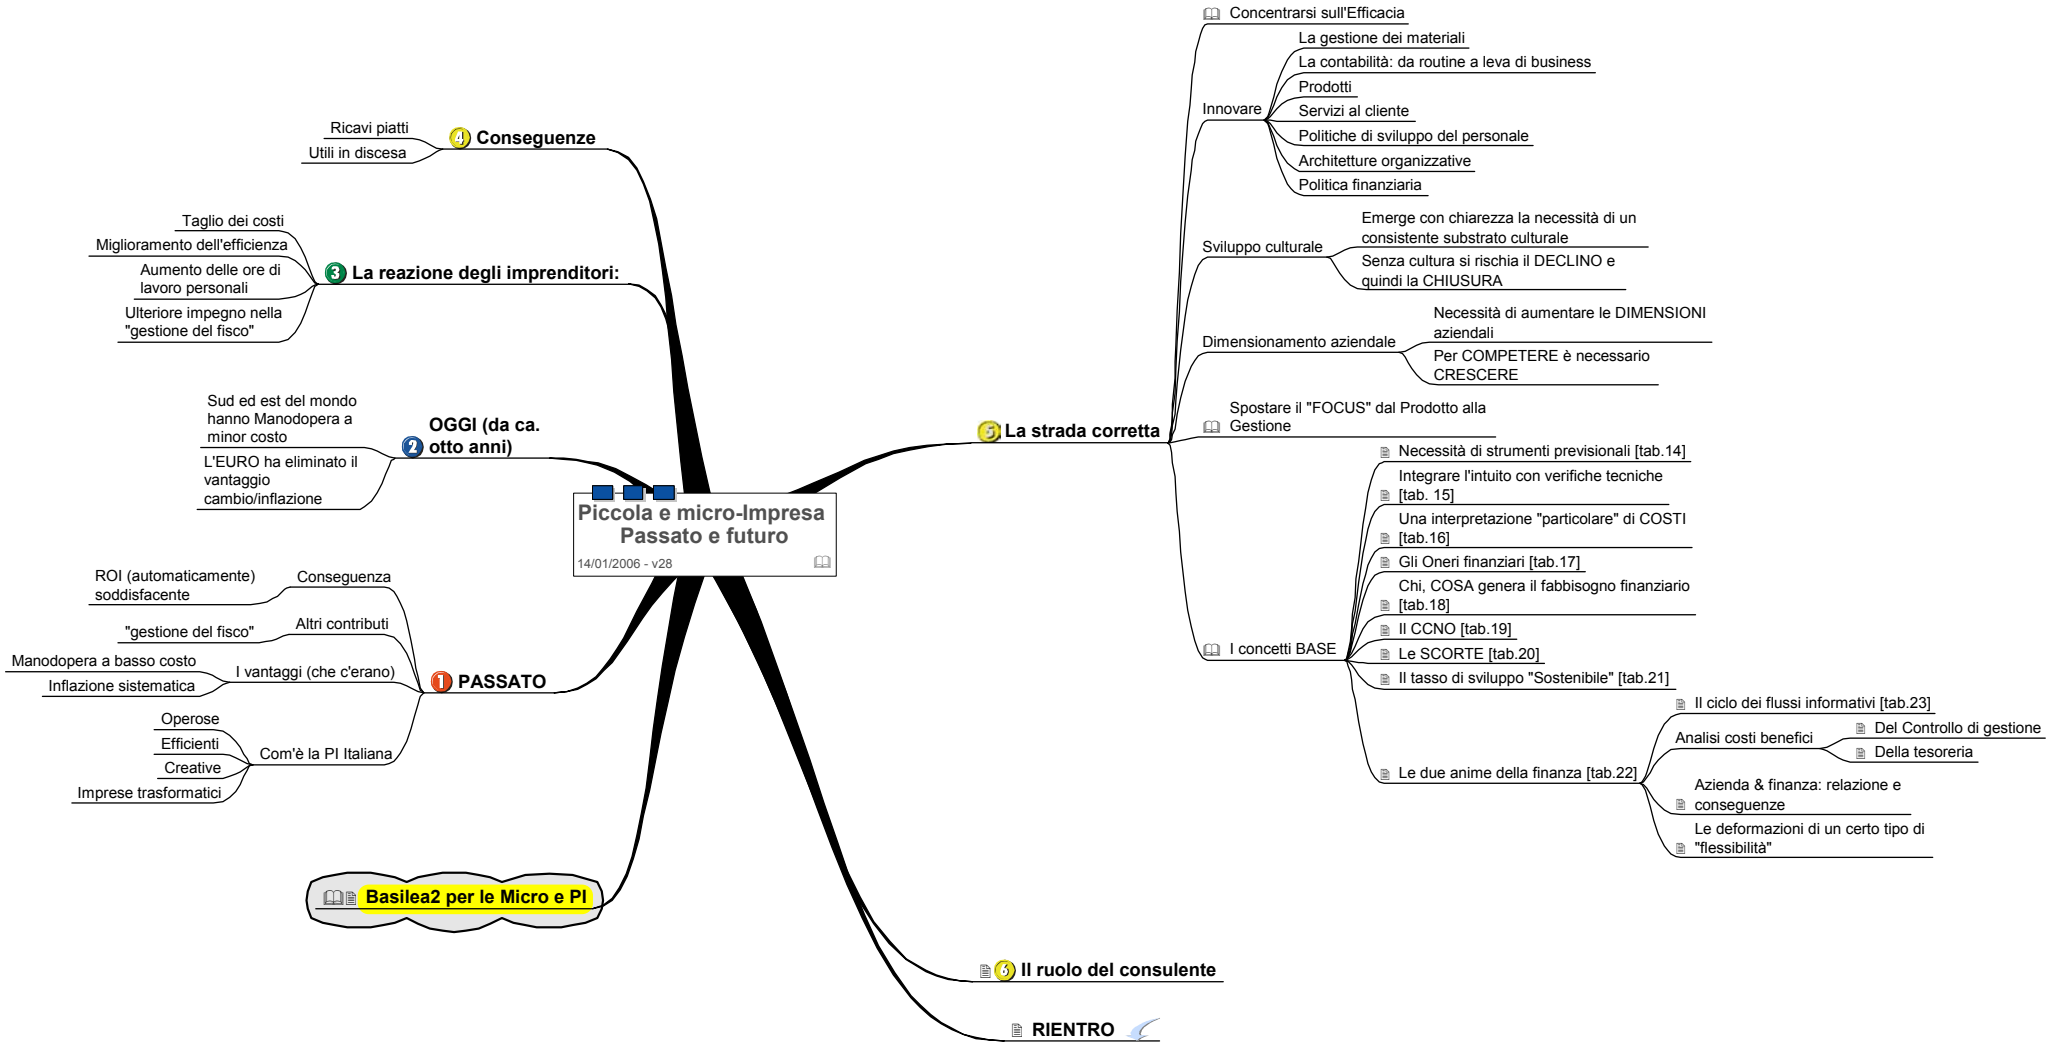 Piccola e micro-Impresa
Passato e futuro
14/01/2006 - v28
1 PASSATO
Conseguenza
ROI (automaticamente)
soddisfacente
Altri contributi
"gestione del fisco"
I vantaggi (che c'erano)
Manodopera a basso costo
Inflazione sistematica
Com'è la PI Italiana
Operose
Efficienti
Creative
Imprese trasformatici
2 OGGI (da ca.
otto anni)
Sud ed est del mondo
hanno Manodopera a
minor costo
L'EURO ha eliminato il
vantaggio
cambio/inflazione
3 La reazione degli imprenditori:
Taglio dei costi
Miglioramento dell'efficienza
Aumento delle ore di
lavoro personali
Ulteriore impegno nella
"gestione del fisco"
4 Conseguenze
Ricavi piatti
Utili in discesa
5 La strada corretta
Concentrarsi sull'Efficacia
Innovare
La gestione dei materiali
La contabilità: da routine a leva di business
Prodotti
Servizi al cliente
Politiche di sviluppo del personale
Architetture organizzative
Politica finanziaria
Sviluppo culturale
Emerge con chiarezza la necessità di un
consistente substrato culturale
Senza cultura si rischia il DECLINO e
quindi la CHIUSURA
Dimensionamento aziendale
Necessità di aumentare le DIMENSIONI
aziendali
Per COMPETERE è necessario
CRESCERE
Spostare il "FOCUS" dal Prodotto alla
Gestione
I concetti BASE
Necessità di strumenti previsionali [tab.14]
Integrare l'intuito con verifiche tecniche
[tab. 15]
Una interpretazione "particolare" di COSTI
[tab.16]
Gli Oneri finanziari [tab.17]
Chi, COSA genera il fabbisogno finanziario
[tab.18]
Il CCNO [tab.19]
Le SCORTE [tab.20]
Il tasso di sviluppo "Sostenibile" [tab.21]
Le due anime della finanza [tab.22]
Il ciclo dei flussi informativi [tab.23]
Analisi costi benefici
Del Controllo di gestione
Della tesoreria
Azienda & finanza: relazione e
conseguenze
Le deformazioni di un certo tipo di
"flessibilità"
6 Il ruolo del consulente
RIENTRO
Basilea2 per le Micro e PI